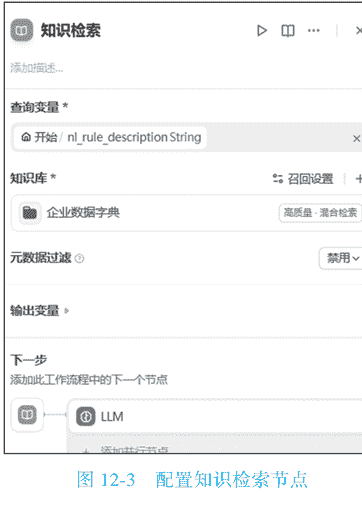 知识检索
添加描述...
查询变量 *
开始 / nl_rule_description String
知识库 *
召回设置
企业数据字典
高质量 · 混合检索
元数据过滤
禁用
输出变量
下一步
添加此工作流程中的下一个节点
LLM
添加并行节点
图 12-3 配置知识检索节点